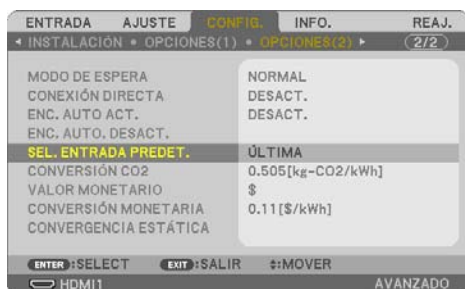 ENTRADA AJUSTE CONFIG. INFO. REAJ.
INSTALACIÓN • OPCIONES(1) • OPCIONES(2) 2/2
MODO DE ESPERA NORMAL
CONEXIÓN DIRECTA DESACT.
ENC. AUTO ACT. DESACT.
ENC. AUTO. DESACT.
SEL. ENTRADA PREDET. ÚLTIMA
CONVERSIÓN CO2 0.505[kg-CO2/kWh]
VALOR MONETARIO $
CONVERSIÓN MONETARIA 0.11[$/kWh]
CONVERGENCIA ESTÁTICA
ENTER :SELECT EXIT :SALIR :MOVER
HDMI1 AVANZADO